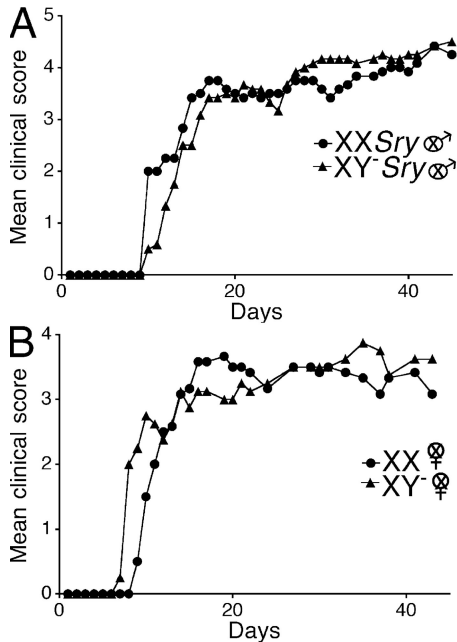 A
Mean clinical score
5
4
3
2
1
0
0
20
40
Days
XXSry ⊗♂
XY⁻Sry ⊗♂
B
Mean clinical score
4
3
2
1
0
0
20
40
Days
XX ⊗♀
XY⁻ ⊗♀